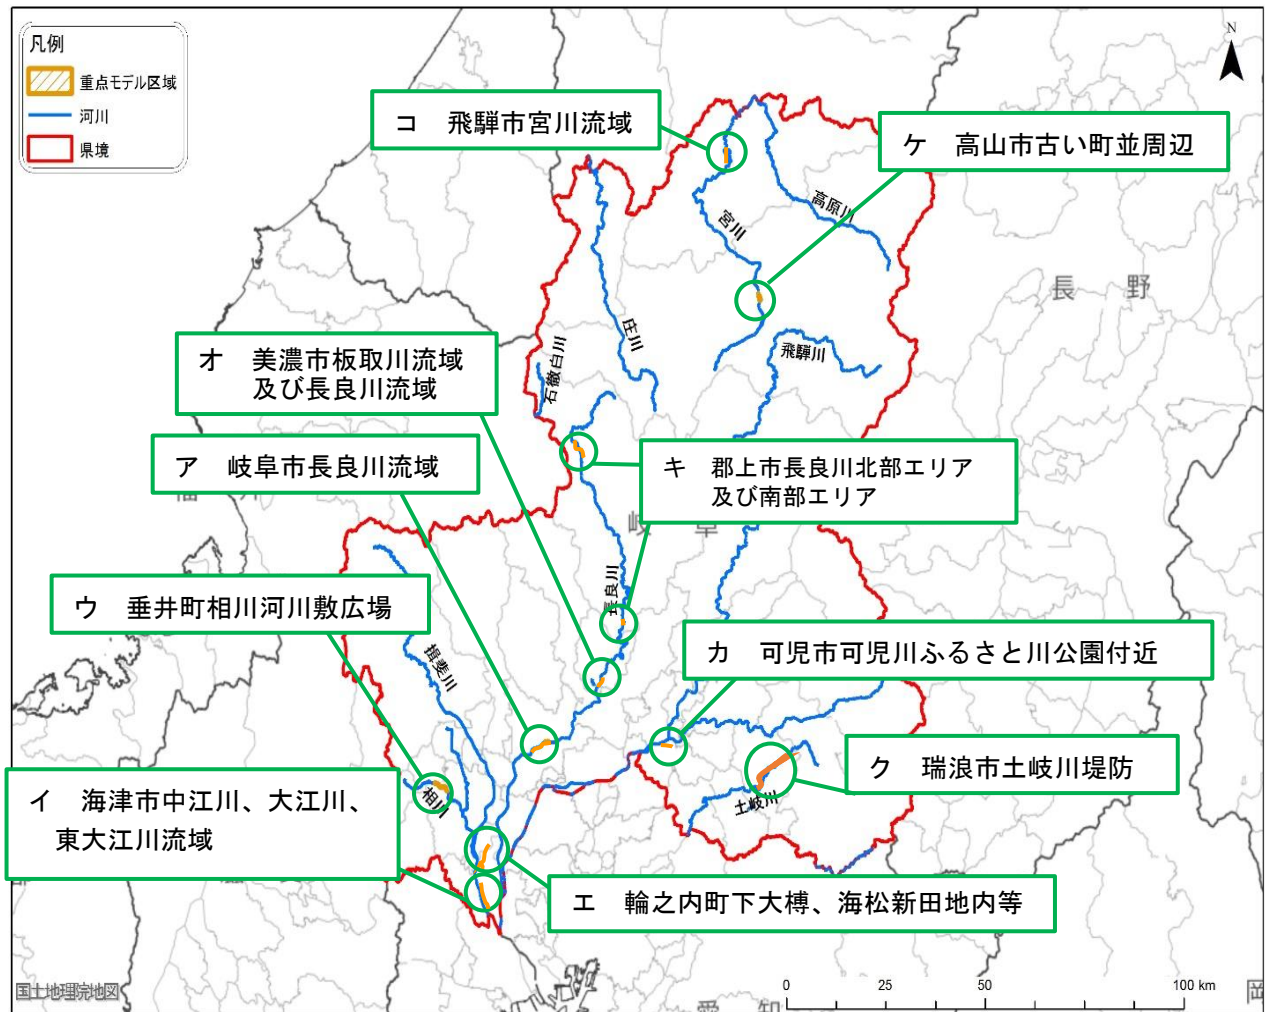 凡例
重点モデル区域
河川
県境
N
コ 飛騨市宮川流域
ケ 高山市古い町並周辺
高原川
宮川
長 野
庄川
飛騨川
石徹白川
オ 美濃市板取川流域
及び長良川流域
ア 岐阜市長良川流域
キ 郡上市長良川北部エリア
及び南部エリア
岐 阜
長良川
ウ 垂井町相川河川敷広場
揖斐川
カ 可児市可児川ふるさと川公園付近
ク 瑞浪市土岐川堤防
土岐川
相川
イ 海津市中江川、大江川、
東大江川流域
エ 輪之内町下大榑、海松新田地内等
国土地理院地図
愛 知
岡
0 25 50 100 km